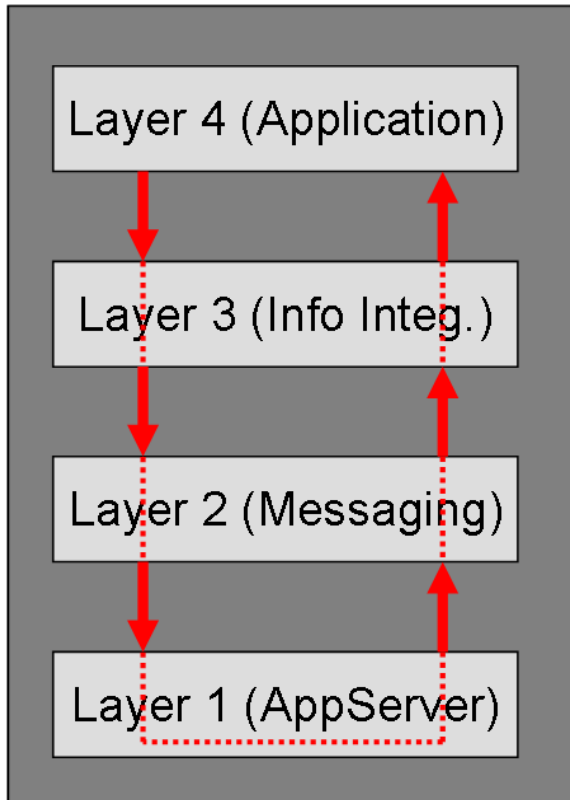 Layer 4 (Application)
Layer 3 (Info Integ.)
Layer 2 (Messaging)
Layer 1 (AppServer)